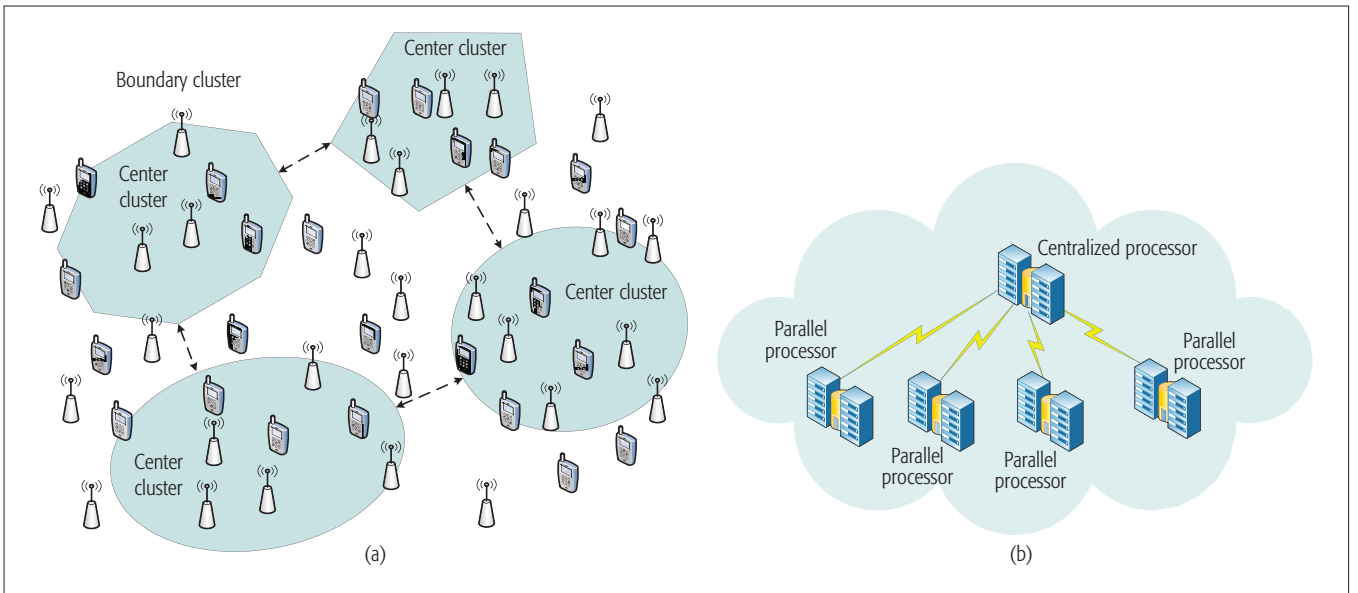 Center cluster
Boundary cluster
Center
cluster
Center cluster
Center
cluster
(a)
Centralized processor
Parallel
processor
Parallel
processor
Parallel
processor
Parallel
processor
(b)